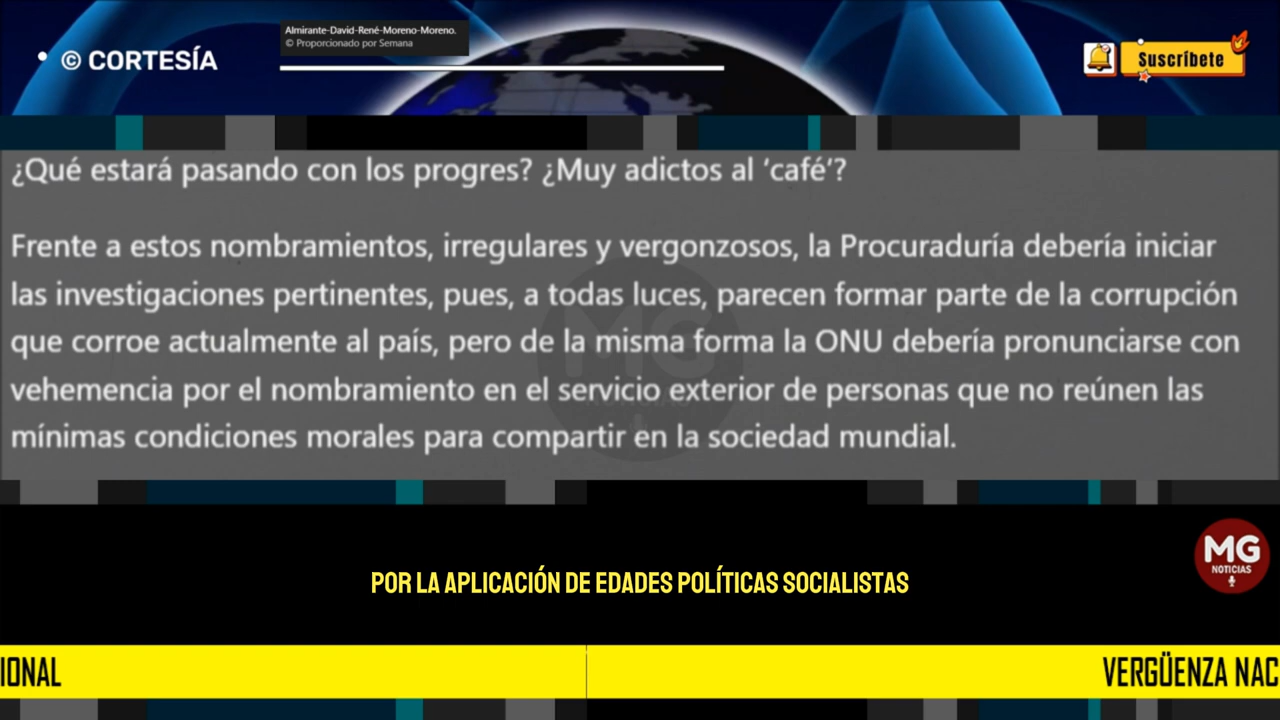 Almirante-David-René-Moreno-Moreno.
© Proporcionado por Semana
© CORTESÍA
Suscríbete
¿Qué estará pasando con los progres? ¿Muy adictos al ‘café’?
Frente a estos nombramientos, irregulares y vergonzosos, la Procuraduría debería iniciar
las investigaciones pertinentes, pues, a todas luces, parecen formar parte de la corrupción
que corroe actualmente al país, pero de la misma forma la ONU debería pronunciarse con
vehemencia por el nombramiento en el servicio exterior de personas que no reúnen las
mínimas condiciones morales para compartir en la sociedad mundial.
MG
NOTICIAS
POR LA APLICACIÓN DE EDADES POLÍTICAS SOCIALISTAS
IONAL
VERGÜENZA NAC